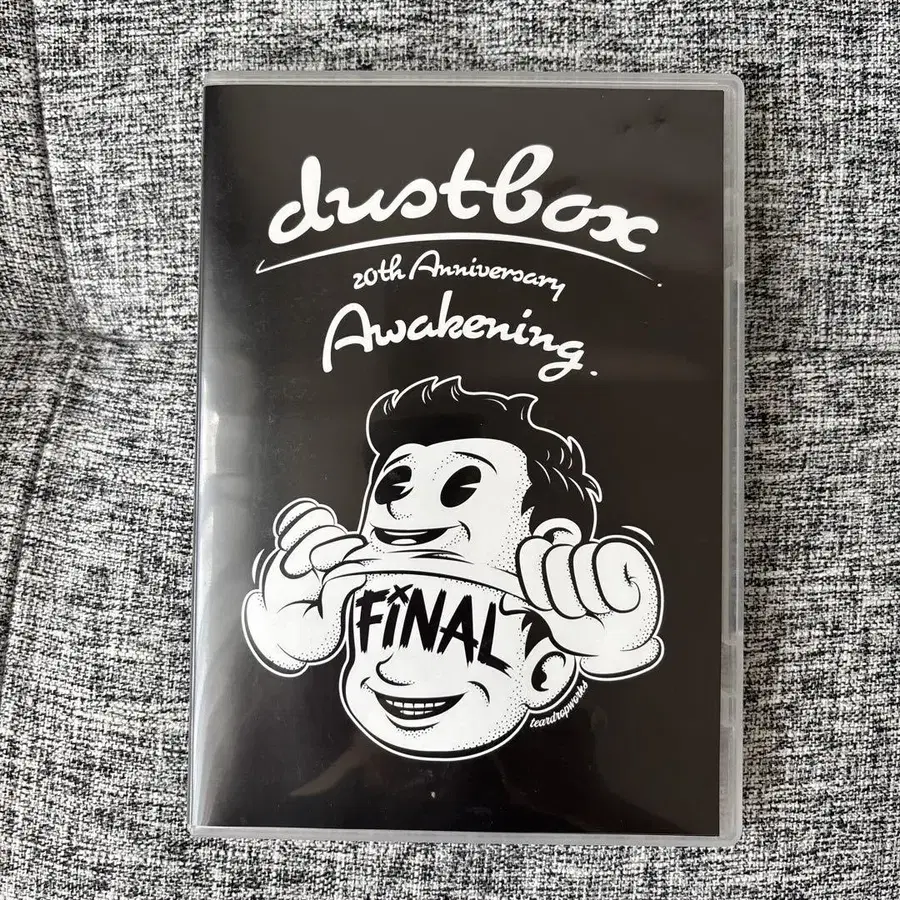 dustbox
20th Anniversary
Awakening.
FiNAL
teardropworks